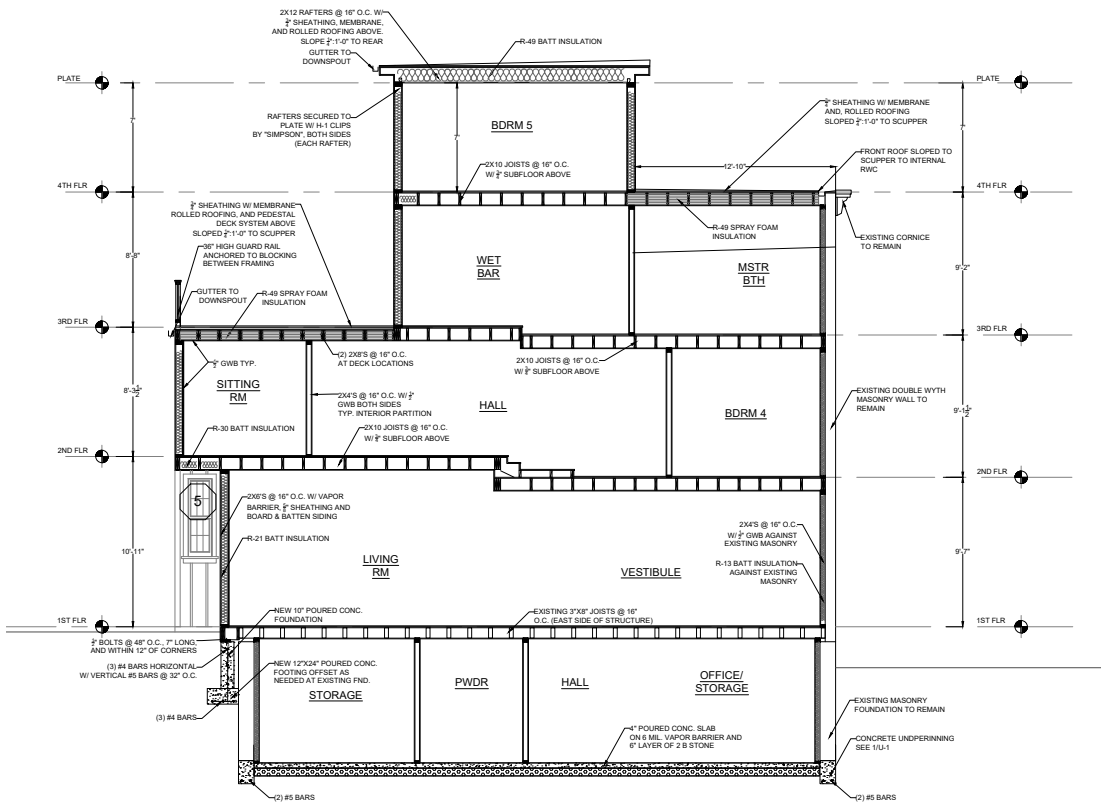 2X12 RAFTERS @ 16" O.C. W/
3/4" SHEATHING, MEMBRANE,
AND ROLLED ROOFING ABOVE.
SLOPE 1/4":1'-0" TO REAR
GUTTER TO
DOWNSPOUT
R-49 BATT INSULATION
PLATE
PLATE
RAFTERS SECURED TO
PLATE W/ H-1 CLIPS
BY "SIMPSON", BOTH SIDES
(EACH RAFTER)
BDRM 5
7'
7'
7'
SHEATHING W/ MEMBRANE
AND, ROLLED ROOFING
SLOPED 1/4":1'-0" TO SCUPPER
2X10 JOISTS @ 16" O.C.
W/ 3/4" SUBFLOOR ABOVE
12'-10"
FRONT ROOF SLOPED TO
SCUPPER TO INTERNAL
RWC
4TH FLR
4TH FLR
3/4" SHEATHING W/ MEMBRANE
ROLLED ROOFING, AND PEDESTAL
DECK SYSTEM ABOVE
SLOPED 1/4":1'-0" TO SCUPPER
36" HIGH GUARD RAIL
ANCHORED TO BLOCKING
BETWEEN FRAMING
R-49 SPRAY FOAM
INSULATION
EXISTING CORNICE
TO REMAIN
8'-8"
WET
BAR
MSTR
BTH
9'-2"
GUTTER TO
DOWNSPOUT
R-49 SPRAY FOAM
INSULATION
3RD FLR
3RD FLR
1/2" GWB TYP.
(2) 2X8'S @ 16" O.C.
AT DECK LOCATIONS
2X10 JOISTS @ 16" O.C.
W/ 3/4" SUBFLOOR ABOVE
8'-3 1/2"
SITTING
RM
2X4'S @ 16" O.C. W/ 1/2"
GWB BOTH SIDES
TYP. INTERIOR PARTITION
HALL
BDRM 4
EXISTING DOUBLE WYTH
MASONRY WALL TO
REMAIN
9'-1 1/2"
R-30 BATT INSULATION
2X10 JOISTS @ 16" O.C.
W/ 3/4" SUBFLOOR ABOVE
2ND FLR
2ND FLR
5
2X6'S @ 16" O.C. W/ VAPOR
BARRIER, SHEATHING AND
BOARD & BATTEN SIDING
R-21 BATT INSULATION
10'-11"
LIVING
RM
VESTIBULE
2X4'S @ 16" O.C.
W/ 1/2" GWB AGAINST
EXISTING MASONRY
R-13 BATT INSULATION
AGAINST EXISTING
MASONRY
9'-7"
1ST FLR
1ST FLR
NEW 10" POURED CONC.
FOUNDATION
EXISTING 3"X8" JOISTS @ 16"
O.C. (EAST SIDE OF STRUCTURE)
BOLTS @ 48" O.C., 7" LONG,
AND WITHIN 12" OF CORNERS
(3) #4 BARS HORIZONTAL
W/ VERTICAL #5 BARS @ 32" O.C.
NEW 12"X24" POURED CONC.
FOOTING OFFSET AS
NEEDED AT EXISTING FND.
STORAGE
PWDR
HALL
OFFICE/
STORAGE
(3) #4 BARS
4" POURED CONC. SLAB
ON 6 MIL. VAPOR BARRIER AND
6" LAYER OF 2 B STONE
EXISTING MASONRY
FOUNDATION TO REMAIN
CONCRETE UNDERPINNING
SEE 1/U-1
(2) #5 BARS
(2) #5 BARS